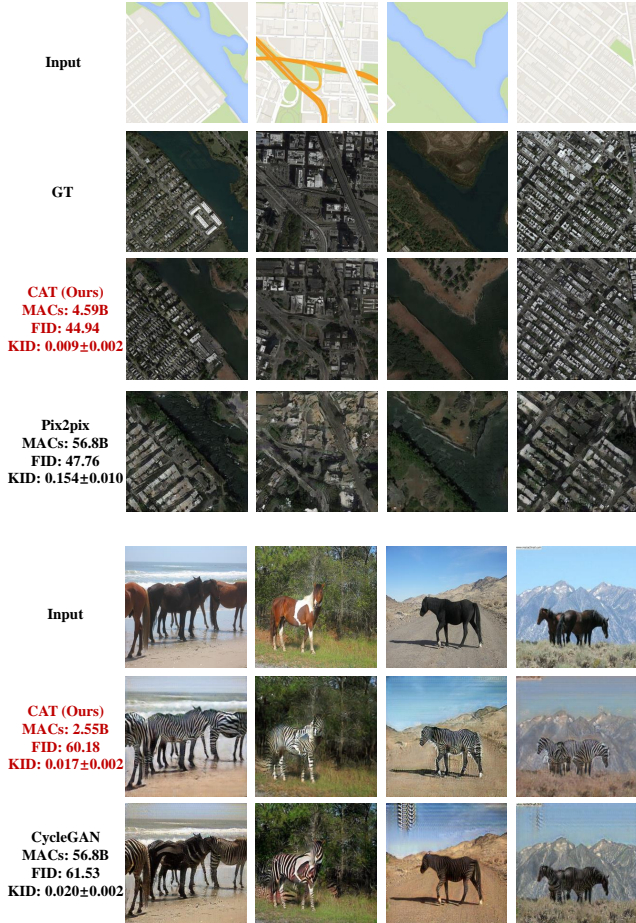 Input
GT
CAT (Ours)
MACs: 4.59B
FID: 44.94
KID: 0.009±0.002
Pix2pix
MACs: 56.8B
FID: 47.76
KID: 0.154±0.010
Input
CAT (Ours)
MACs: 2.55B
FID: 60.18
KID: 0.017±0.002
CycleGAN
MACs: 56.8B
FID: 61.53
KID: 0.020±0.002